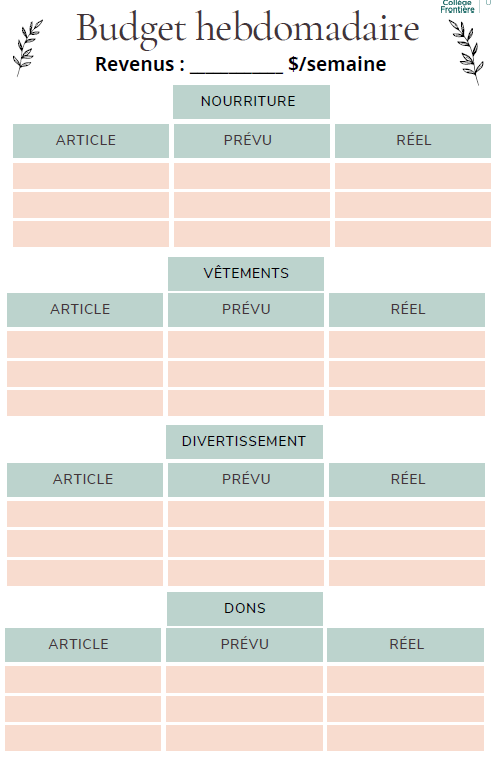 Collège
Frontière
Budget hebdomadaire
Revenus : __________ $/semaine
NOURRITURE
ARTICLE PRÉVU RÉEL
VÊTEMENTS
ARTICLE PRÉVU RÉEL
DIVERTISSEMENT
ARTICLE PRÉVU RÉEL
DONS
ARTICLE PRÉVU RÉEL